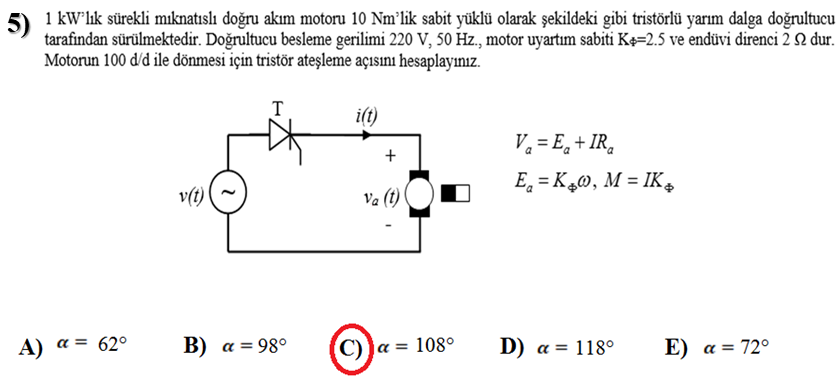 5) 1 kW'lık sürekli mıknatıslı doğru akım motoru 10 Nm'lik sabit yüklü olarak şekildeki gibi tristörlü yarım dalga doğrultucu
tarafından sürülmektedir. Doğrultucu besleme gerilimi 220 V, 50 Hz., motor uyartım sabiti KΦ=2.5 ve endüvi direnci 2 Ω dur.
Motorun 100 d/d ile dönmesi için tristör ateşleme açısını hesaplayınız.
T
i(t)
+
v(t)
~
va (t)
-
Va = Ea + IRa
Ea = KΦω, M = IKΦ
A) α = 62° B) α = 98° C) α = 108° D) α = 118° E) α = 72°